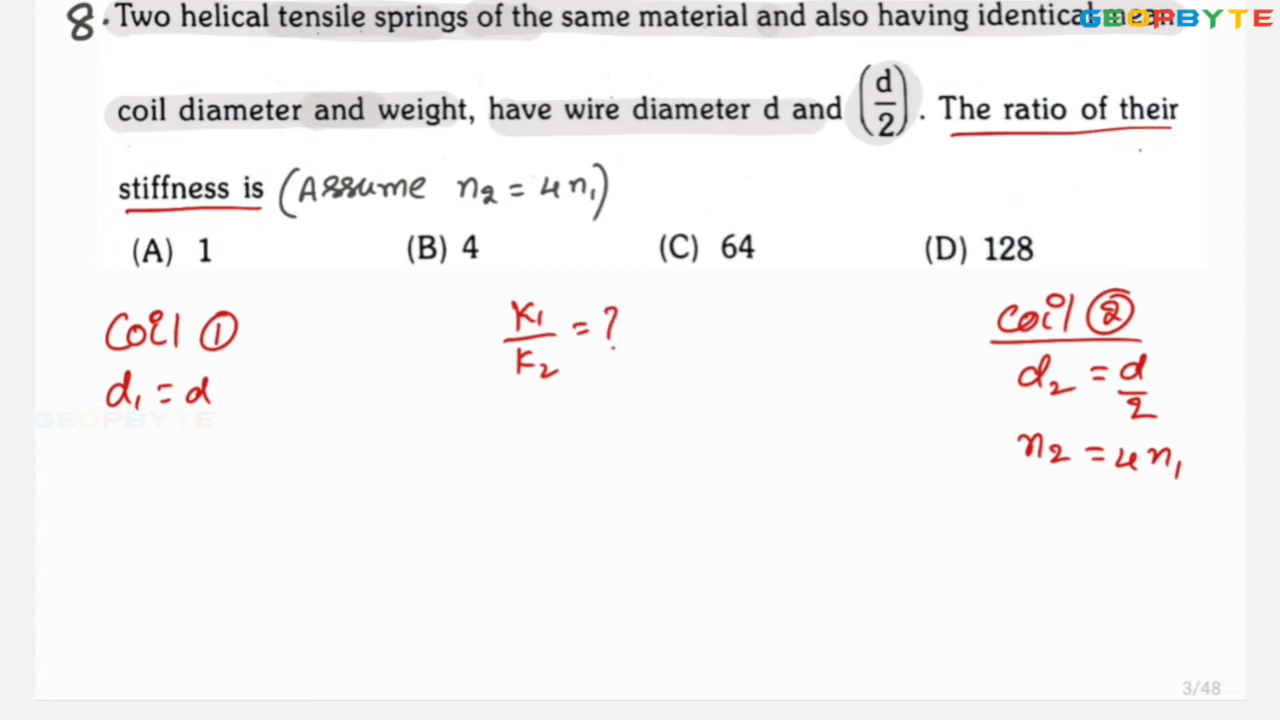 8. Two helical tensile springs of the same material and also having identical mean
GEOPBYTE
coil diameter and weight, have wire diameter d and (d/2). The ratio of their
stiffness is (Assume n2 = 4n1)
(A) 1 (B) 4 (C) 64 (D) 128
Coil ① K1/K2 = ? Coil ②
d1 = d d2 = d/2
GEOPBYTE
n2 = 4n1
3/48